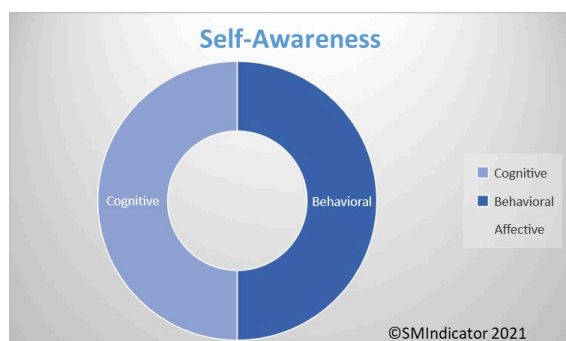 Self-Awareness
Cognitive
Behavioral
Cognitive
Behavioral
Affective
©SMIndicator 2021